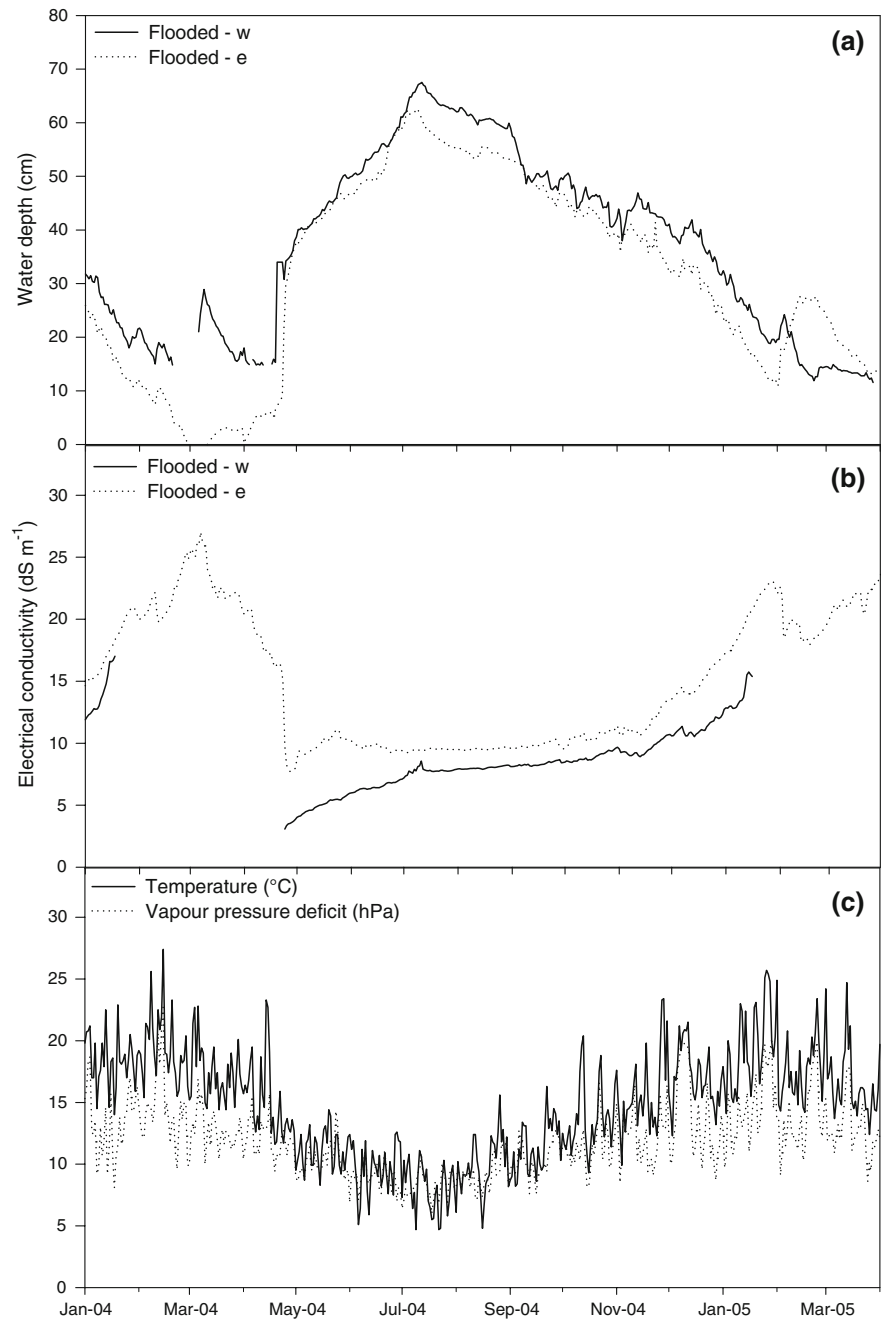 80
Flooded - w
(a)
Flooded - e
70
60
50
40
30
20
10
0
Water depth (cm)
Flooded - w
(b)
Flooded - e
30
25
20
15
10
5
0
Electrical conductivity (dS m⁻¹)
Temperature (°C)
(c)
Vapour pressure deficit (hPa)
30
25
20
15
10
5
0
Jan-04 Mar-04 May-04 Jul-04 Sep-04 Nov-04 Jan-05 Mar-05